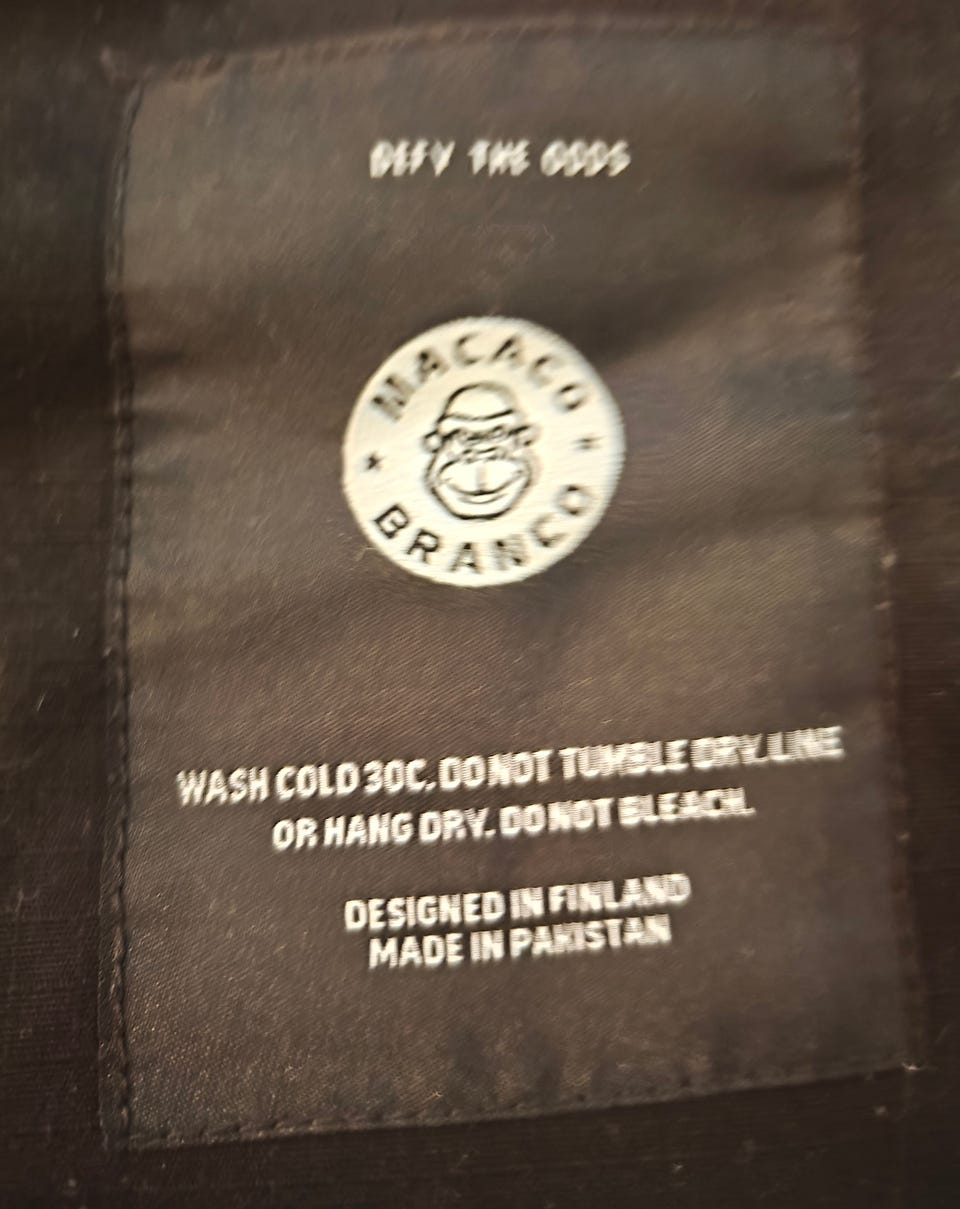 DEFY THE ODDS
MACACO
BRANCO
WASH COLD 30C. DO NOT TUMBLE DRY. LINE
OR HANG DRY. DO NOT BLEACH.
DESIGNED IN FINLAND
MADE IN PAKISTAN